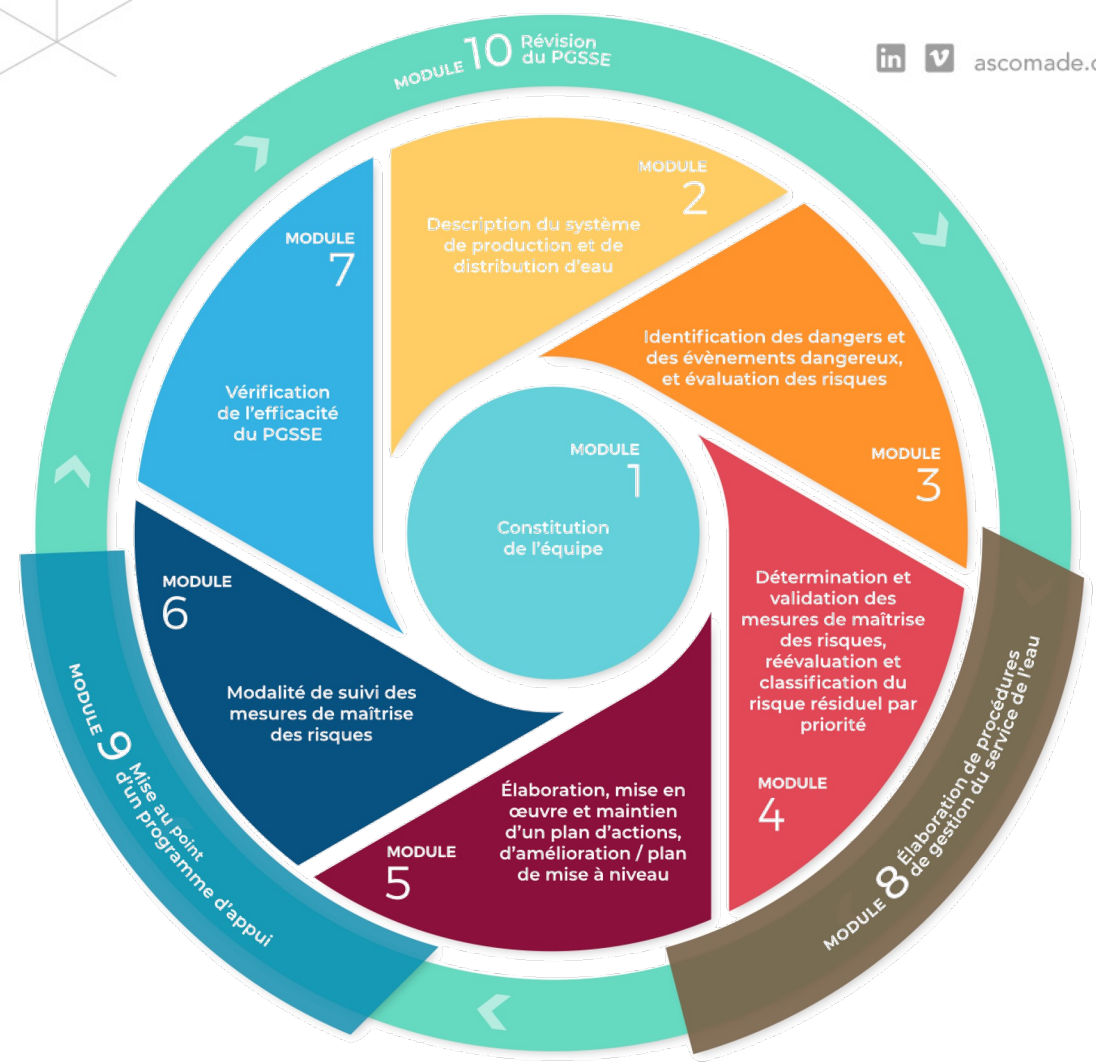 MODULE 10 Révision
du PGSSE
in v ascomade.
MODULE
2
Description du système
de production et de
distribution d'eau
MODULE
7
Vérification
de l'efficacité
du PGSSE
Identification des dangers et
des évènements dangereux,
et évaluation des risques
MODULE
3
MODULE
1
Constitution
de l'équipe
MODULE
6
Modalité de suivi des
mesures de maîtrise
des risques
Détermination et
validation des
mesures de maîtrise
des risques,
réévaluation et
classification du
risque résiduel par
priorité
MODULE
4
Élaboration, mise en
œuvre et maintien
d'un plan d'actions,
d'amélioration / plan
de mise à niveau
MODULE
5
MODULE 8 Élaboration de procédures
de gestion du service de l'eau
MODULE 9 Mise au point
d'un programme d'appui